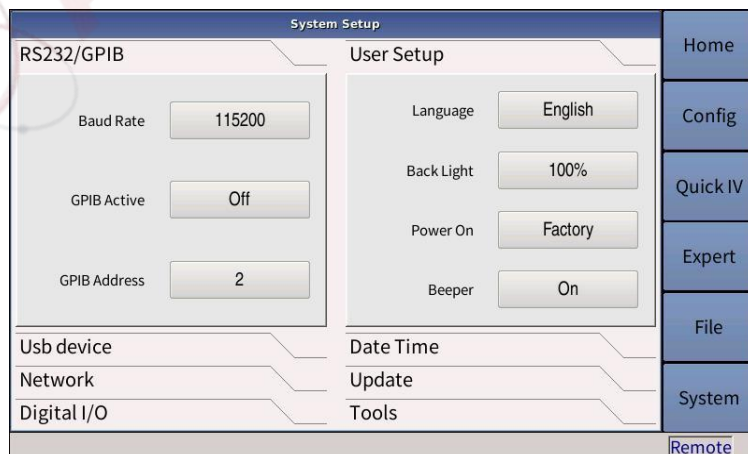 System Setup
RS232/GPIB
Baud Rate 115200
GPIB Active Off
GPIB Address 2
Usb device
Network
Digital I/O
User Setup
Language English
Back Light 100%
Power On Factory
Beeper On
Date Time
Update
Tools
Home
Config
Quick IV
Expert
File
System
Remote